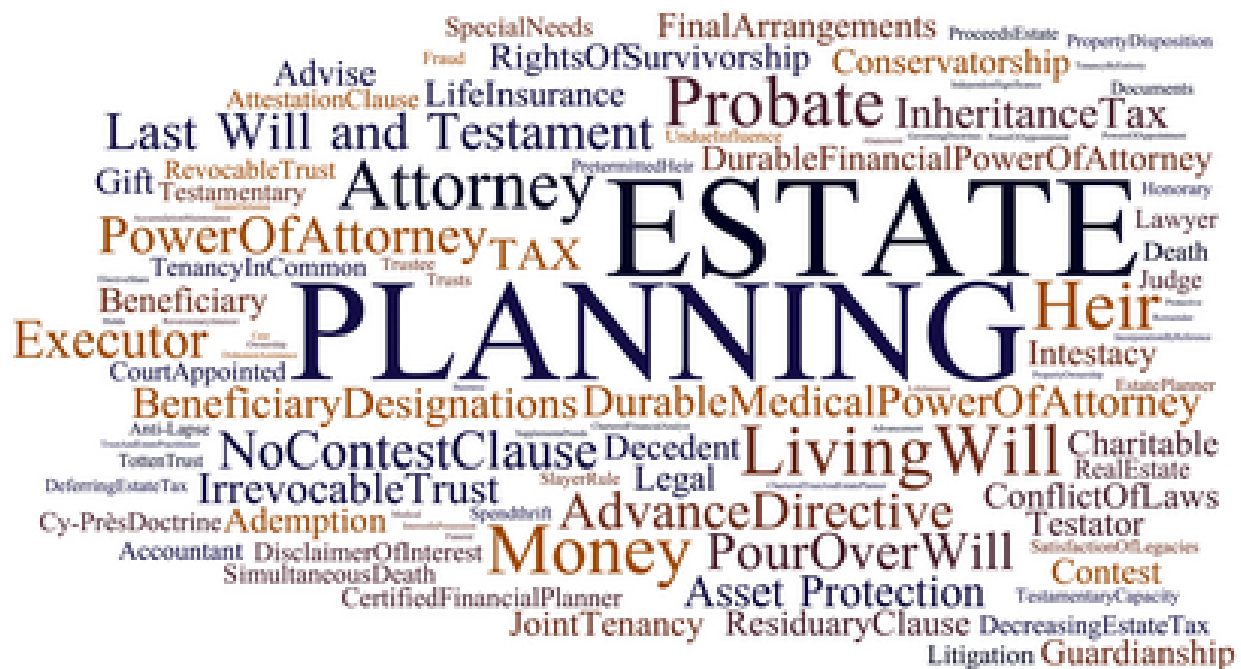 SpecialNeeds FinalArrangements ProceedsEstate PropertyDisposition
Fraud RightsOfSurvivorship Conservatorship
Advise Documents
AttestationClause LifeInsurance Probate InheritanceTax
Last Will and Testament UndueInfluence
RevocableTrust PretermittedHeir DurableFinancialPowerOfAttorney
Gift Testamentary Attorney ESTATE Honorary
PowerOfAttorney TAX Lawyer
TenancyInCommon Trustee Death
Trusts Judge
Beneficiary PLANNING Heir
Executor Intestacy
CourtAppointed EstatePlanner
BeneficiaryDesignations DurableMedicalPowerOfAttorney
Anti-Lapse NoContestClause Decedent LivingWill Charitable
TottenTrust SlayerRule Legal RealEstate
DeferringEstateTax IrrevocableTrust ConflictOfLaws
Cy-PrèsDoctrine Ademption Spendthrift AdvanceDirective Testator
Accountant DisclaimerOfInterest Money PourOverWill SatisfactionOfLegacies
SimultaneousDeath Contest
CertifiedFinancialPlanner Asset Protection TestamentaryCapacity
JointTenancy ResiduaryClause DecreasingEstateTax
Litigation Guardianship